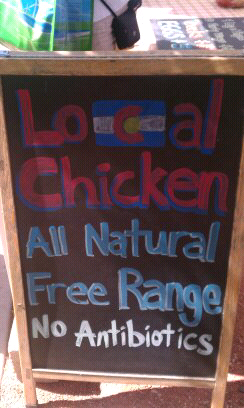 Local
Chicken
All Natural
Free Range
No Antibiotics